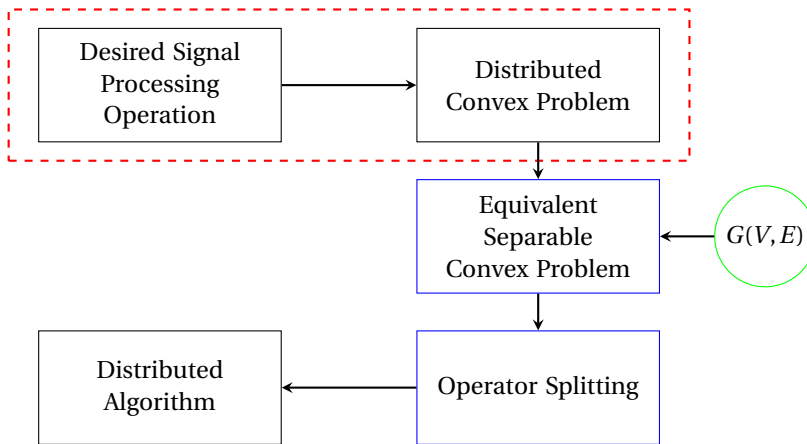 Desired Signal
Processing
Operation
Distributed
Convex Problem
Equivalent
Separable
Convex Problem
G(V, E)
Distributed
Algorithm
Operator Splitting